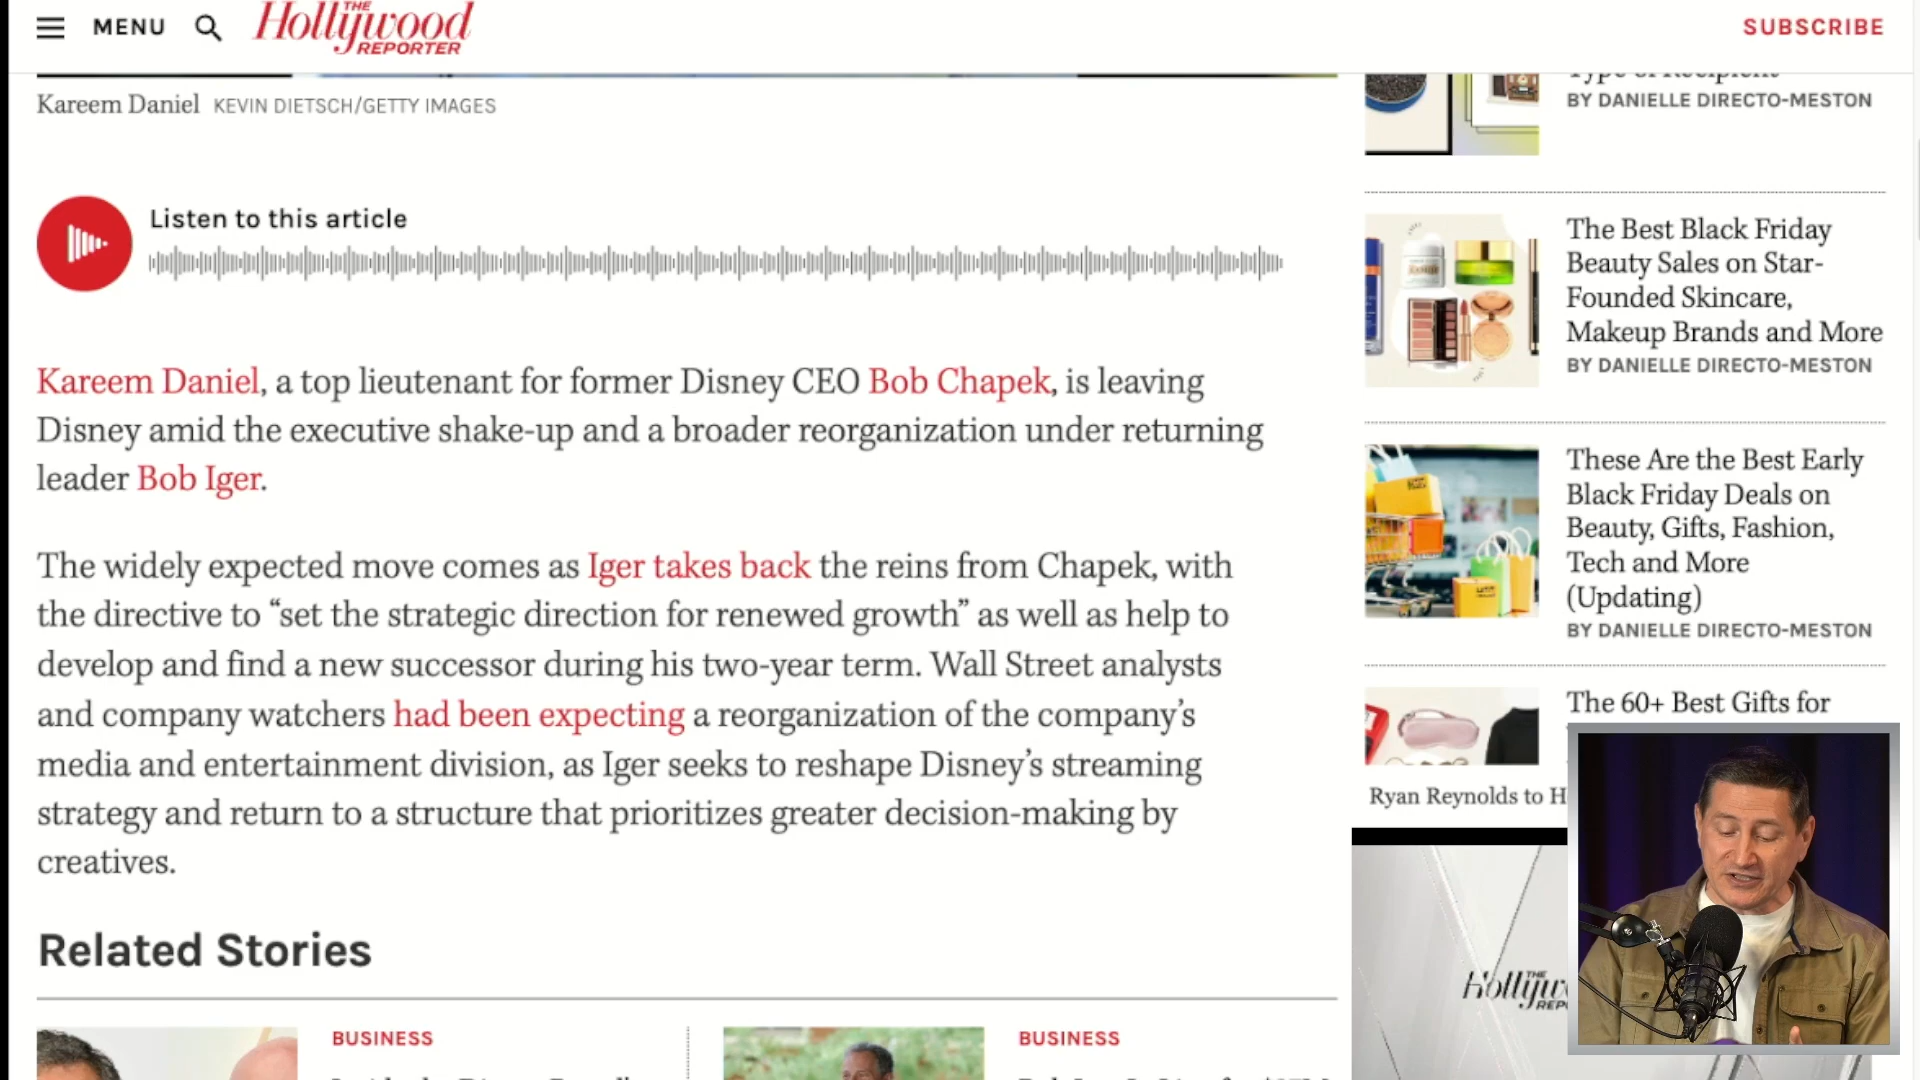 MENU
THE
Hollywood
REPORTER
SUBSCRIBE
Kareem Daniel KEVIN DIETSCH/GETTY IMAGES
Listen to this article
Kareem Daniel, a top lieutenant for former Disney CEO Bob Chapek, is leaving
Disney amid the executive shake-up and a broader reorganization under returning
leader Bob Iger.
The widely expected move comes as Iger takes back the reins from Chapek, with
the directive to “set the strategic direction for renewed growth” as well as help to
develop and find a new successor during his two-year term. Wall Street analysts
and company watchers had been expecting a reorganization of the company’s
media and entertainment division, as Iger seeks to reshape Disney’s streaming
strategy and return to a structure that prioritizes greater decision-making by
creatives.
Related Stories
BUSINESS
BUSINESS
Type of Recipient
BY DANIELLE DIRECTO-MESTON
The Best Black Friday
Beauty Sales on Star-
Founded Skincare,
Makeup Brands and More
BY DANIELLE DIRECTO-MESTON
These Are the Best Early
Black Friday Deals on
Beauty, Gifts, Fashion,
Tech and More
(Updating)
BY DANIELLE DIRECTO-MESTON
The 60+ Best Gifts for
Ryan Reynolds to H
THE
Hollyw
REP